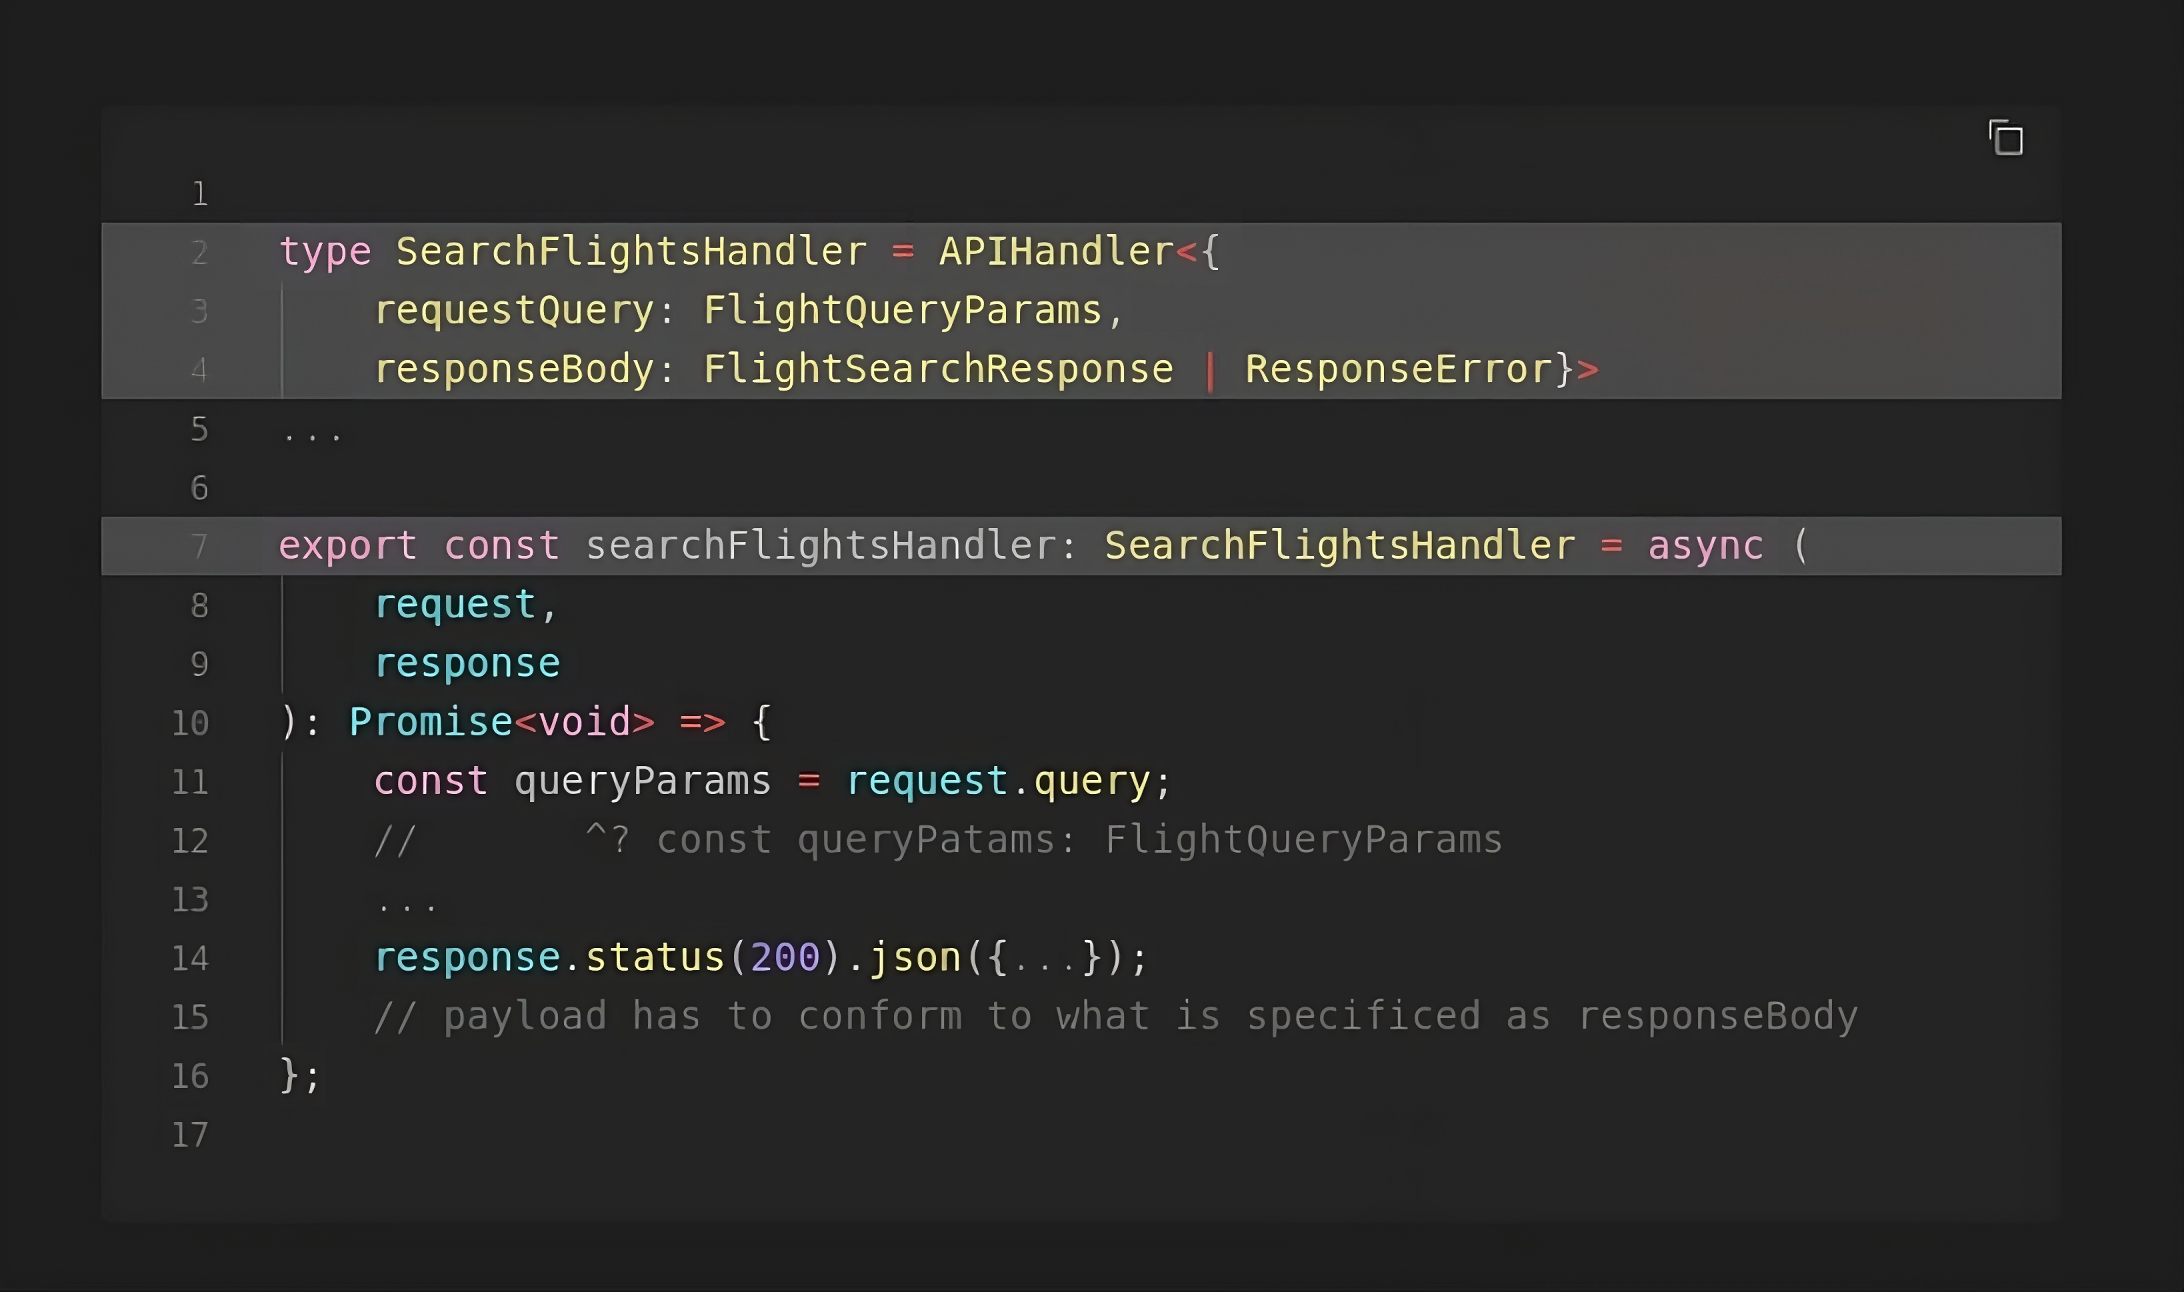 1
2 type SearchFlightsHandler = APIHandler<{
3     requestQuery: FlightQueryParams,
4     responseBody: FlightSearchResponse | ResponseError}>
5 ...
6
7 export const searchFlightsHandler: SearchFlightsHandler = async (
8     request,
9     response
10 ): Promise<void> => {
11     const queryParams = request.query;
12     //       ^? const queryPatams: FlightQueryParams
13     ...
14     response.status(200).json({...});
15     // payload has to conform to what is specificed as responseBody
16 };
17